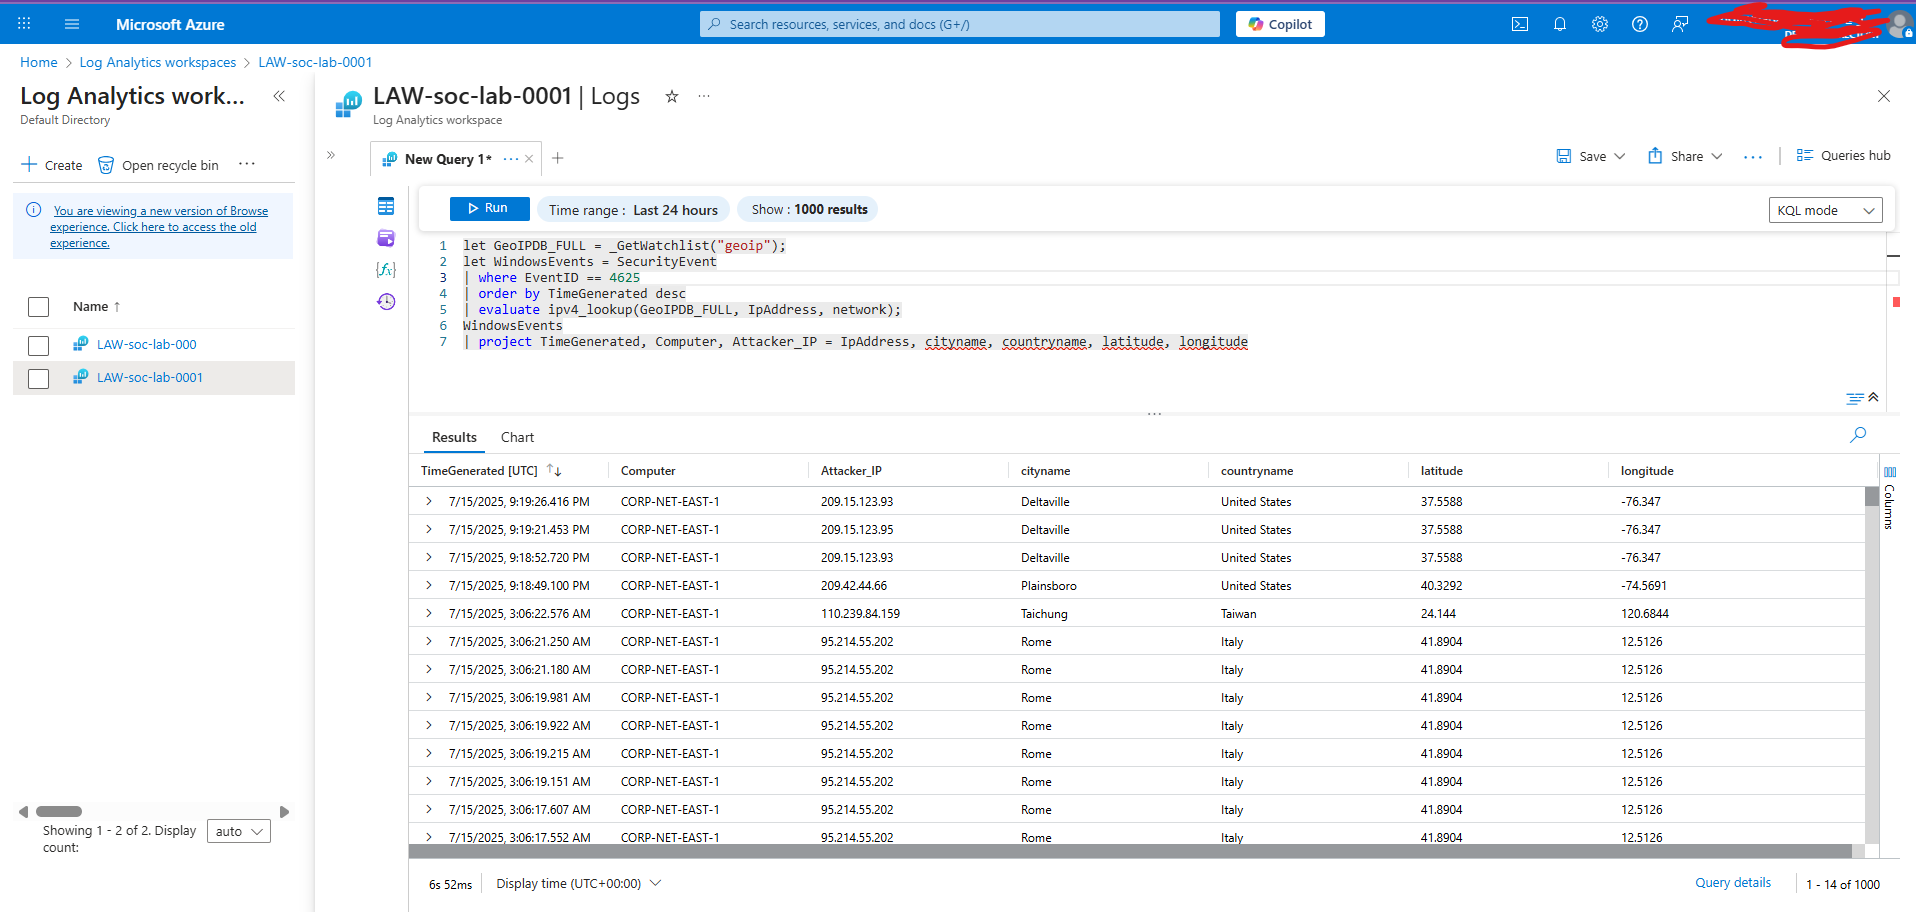 Microsoft Azure
Search resources, services, and docs (G+/)
Copilot
Home > Log Analytics workspaces > LAW-soc-lab-0001
Log Analytics work...
Default Directory
Create
Open recycle bin
You are viewing a new version of Browse
experience. Click here to access the old
experience.
Name ↑
LAW-soc-lab-000
LAW-soc-lab-0001
Showing 1 - 2 of 2. Display
count:
auto
LAW-soc-lab-0001 | Logs
Log Analytics workspace
New Query 1*
Save
Share
Queries hub
Run
Time range : Last 24 hours
Show : 1000 results
KQL mode
1 let GeoIPDB_FULL = _GetWatchlist("geoip");
2 let WindowsEvents = SecurityEvent
3 | where EventID == 4625
4 | order by TimeGenerated desc
5 | evaluate ipv4_lookup(GeoIPDB_FULL, IpAddress, network);
6 WindowsEvents
7 | project TimeGenerated, Computer, Attacker_IP = IpAddress, cityname, countryname, latitude, longitude
Results Chart
TimeGenerated [UTC] Computer Attacker_IP cityname countryname latitude longitude
7/15/2025, 9:19:26.416 PM CORP-NET-EAST-1 209.15.123.93 Deltaville United States 37.5588 -76.347
7/15/2025, 9:19:21.453 PM CORP-NET-EAST-1 209.15.123.95 Deltaville United States 37.5588 -76.347
7/15/2025, 9:18:52.720 PM CORP-NET-EAST-1 209.15.123.93 Deltaville United States 37.5588 -76.347
7/15/2025, 9:18:49.100 PM CORP-NET-EAST-1 209.42.44.66 Plainsboro United States 40.3292 -74.5691
7/15/2025, 3:06:22.576 AM CORP-NET-EAST-1 110.239.84.159 Taichung Taiwan 24.144 120.6844
7/15/2025, 3:06:21.250 AM CORP-NET-EAST-1 95.214.55.202 Rome Italy 41.8904 12.5126
7/15/2025, 3:06:21.180 AM CORP-NET-EAST-1 95.214.55.202 Rome Italy 41.8904 12.5126
7/15/2025, 3:06:19.981 AM CORP-NET-EAST-1 95.214.55.202 Rome Italy 41.8904 12.5126
7/15/2025, 3:06:19.922 AM CORP-NET-EAST-1 95.214.55.202 Rome Italy 41.8904 12.5126
7/15/2025, 3:06:19.215 AM CORP-NET-EAST-1 95.214.55.202 Rome Italy 41.8904 12.5126
7/15/2025, 3:06:19.151 AM CORP-NET-EAST-1 95.214.55.202 Rome Italy 41.8904 12.5126
7/15/2025, 3:06:17.607 AM CORP-NET-EAST-1 95.214.55.202 Rome Italy 41.8904 12.5126
7/15/2025, 3:06:17.552 AM CORP-NET-EAST-1 95.214.55.202 Rome Italy 41.8904 12.5126
Columns
6s 52ms
Display time (UTC+00:00)
Query details
1 - 14 of 1000